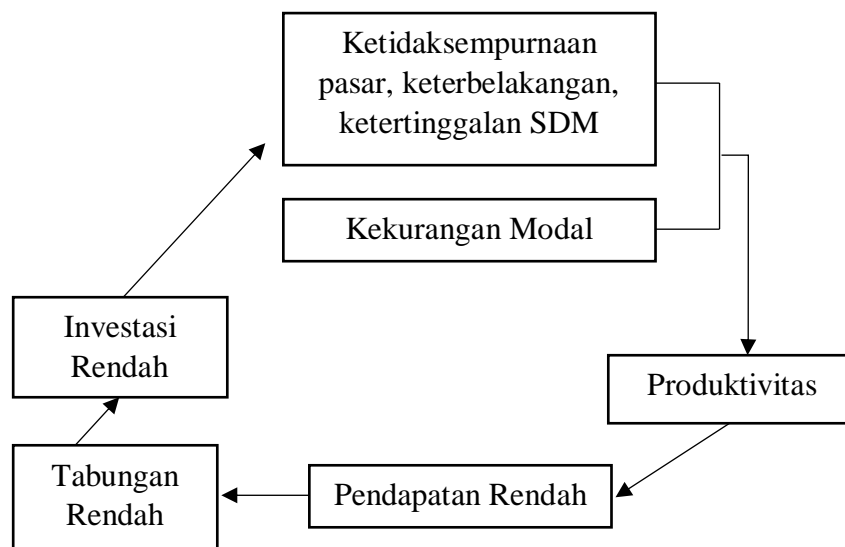 Ketidaksempurnaan
pasar, keterbelakangan,
ketertinggalan SDM
Kekurangan Modal
Investasi
Rendah
Produktivitas
Tabungan
Rendah
Pendapatan Rendah